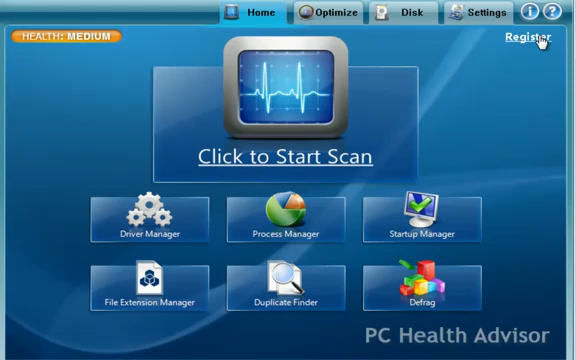 Home
Optimize
Disk
Settings
HEALTH: MEDIUM
Register
Click to Start Scan
Driver Manager
Process Manager
Startup Manager
File Extension Manager
Duplicate Finder
Defrag
PC Health Advisor